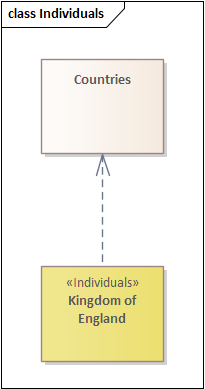 class Individuals
Countries
«Individuals»
Kingdom of
England